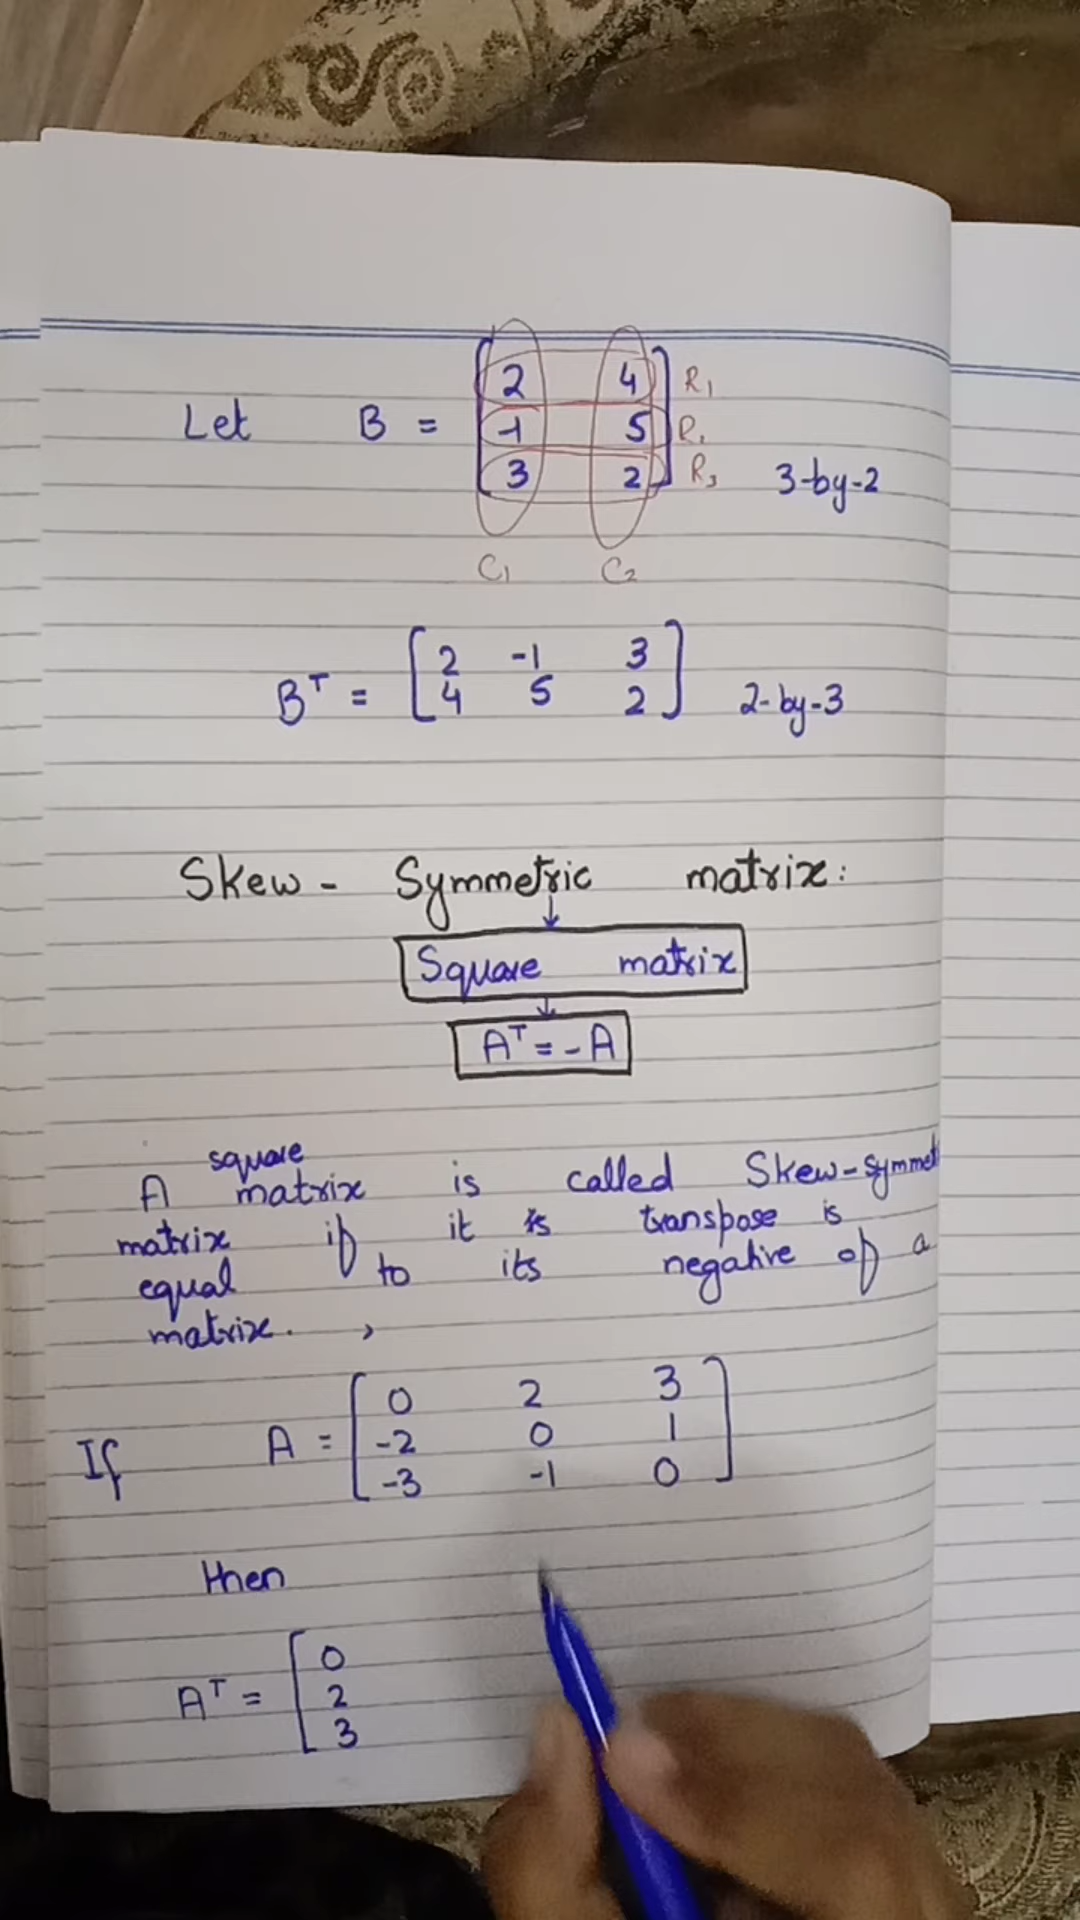 Let B = [ 2 4 ] R1
-1 5 R2
3 2 R3 3-by-2
C1 C2
B^T = [ 2 -1 3 ]
4 5 2 2-by-3
Skew - Symmetric matrix:
↓
Square matrix
↓
A^T = -A
square
A matrix is called Skew-symmet
matrix if it is transpose is
equal to its negative of a
matrix. ,
If A = [ 0 2 3 ]
-2 0 1
-3 -1 0
then
A^T = [ 0
2
3